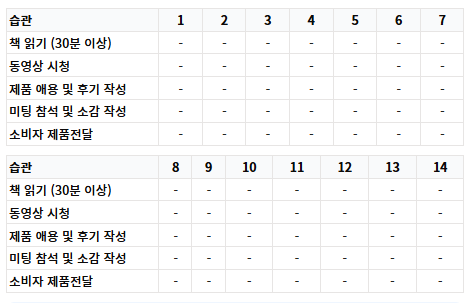 습관 1 2 3 4 5 6 7
책 읽기 (30분 이상) - - - - - - -
동영상 시청 - - - - - - -
제품 애용 및 후기 작성 - - - - - - -
미팅 참석 및 소감 작성 - - - - - - -
소비자 제품전달 - - - - - - -
습관 8 9 10 11 12 13 14
책 읽기 (30분 이상) - - - - - - -
동영상 시청 - - - - - - -
제품 애용 및 후기 작성 - - - - - - -
미팅 참석 및 소감 작성 - - - - - - -
소비자 제품전달 - - - - - - -